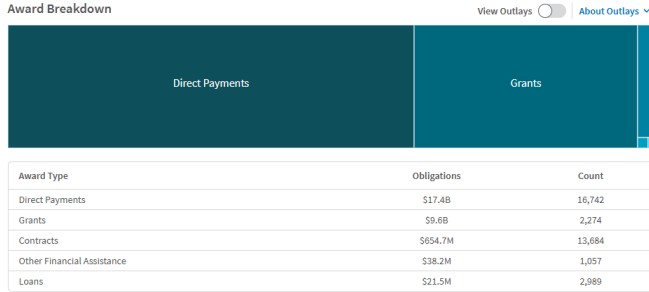 Award Breakdown
View Outlays About Outlays
Direct Payments Grants
Award Type Obligations Count
Direct Payments $17.4B 16,742
Grants $9.6B 2,274
Contracts $654.7M 13,684
Other Financial Assistance $38.2M 1,057
Loans $21.5M 2,989